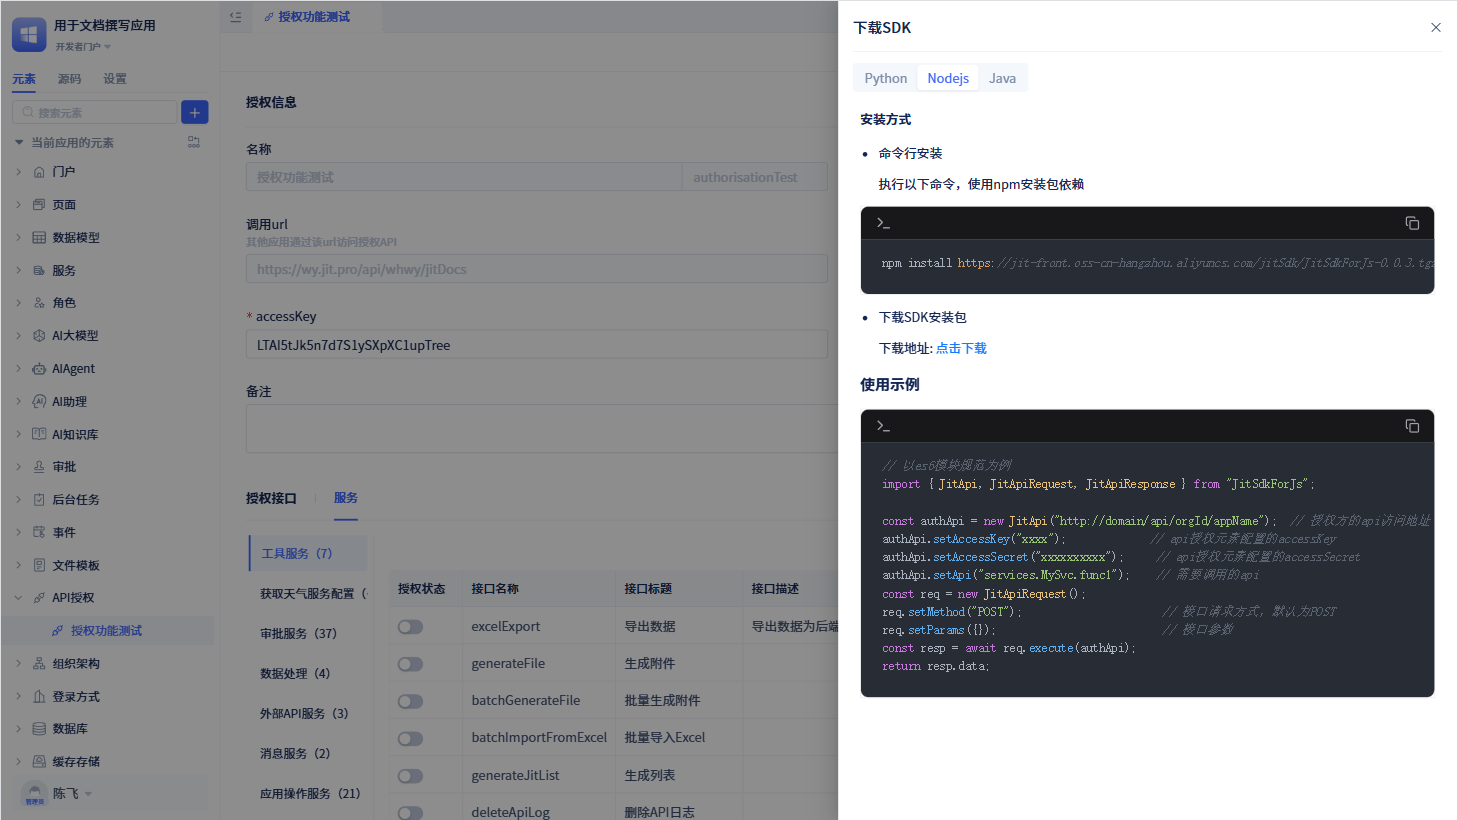 用于文档撰写应用
开发者门户
元素 源码 设置
搜索元素
当前应用的元素
门户
页面
数据模型
服务
角色
AI大模型
AIAgent
AI助理
AI知识库
审批
后台任务
事件
文件模板
API授权
授权功能测试
组织架构
登录方式
数据库
缓存存储
陈飞
管理员
授权功能测试
授权信息
名称
授权功能测试 authorisationTest
调用url
其他应用通过该url访问授权API
https://wy.jit.pro/api/whwy/jitDocs
* accessKey
LTAI5tJk5n7d7S1ySXpXC1upTree
备注
授权接口 服务
工具服务（7）
获取天气服务配置（
审批服务（37）
数据处理（4）
外部API服务（3）
消息服务（2）
应用操作服务（21）
授权状态 接口名称 接口标题 接口描述
excelExport 导出数据 导出数据为后端
generateFile 生成附件
batchGenerateFile 批量生成附件
batchImportFromExcel 批量导入Excel
generateJitList 生成列表
deleteApiLog 删除API日志
下载SDK
Python Nodejs Java
安装方式
命令行安装
执行以下命令，使用npm安装包依赖
>_
npm install https://jit-front.oss-cn-hangzhou.aliyuncs.com/jitSdk/JitSdkForJs-0.0.3.tgz
下载SDK安装包
下载地址: 点击下载
使用示例
>_
// 以es6模块规范为例
import { JitApi, JitApiRequest, JitApiResponse } from "JitSdkForJs";
const authApi = new JitApi("http://domain/api/orgId/appName"); // 授权方的api访问地址
authApi.setAccessKey("xxxx"); // api授权元素配置的accessKey
authApi.setAccessSecret("xxxxxxxxxx"); // api授权元素配置的accessSecret
authApi.setApi("services.MySvc.func1"); // 需要调用的api
const req = new JitApiRequest();
req.setMethod("POST"); // 接口请求方式，默认为POST
req.setParams({}); // 接口参数
const resp = await req.execute(authApi);
return resp.data;